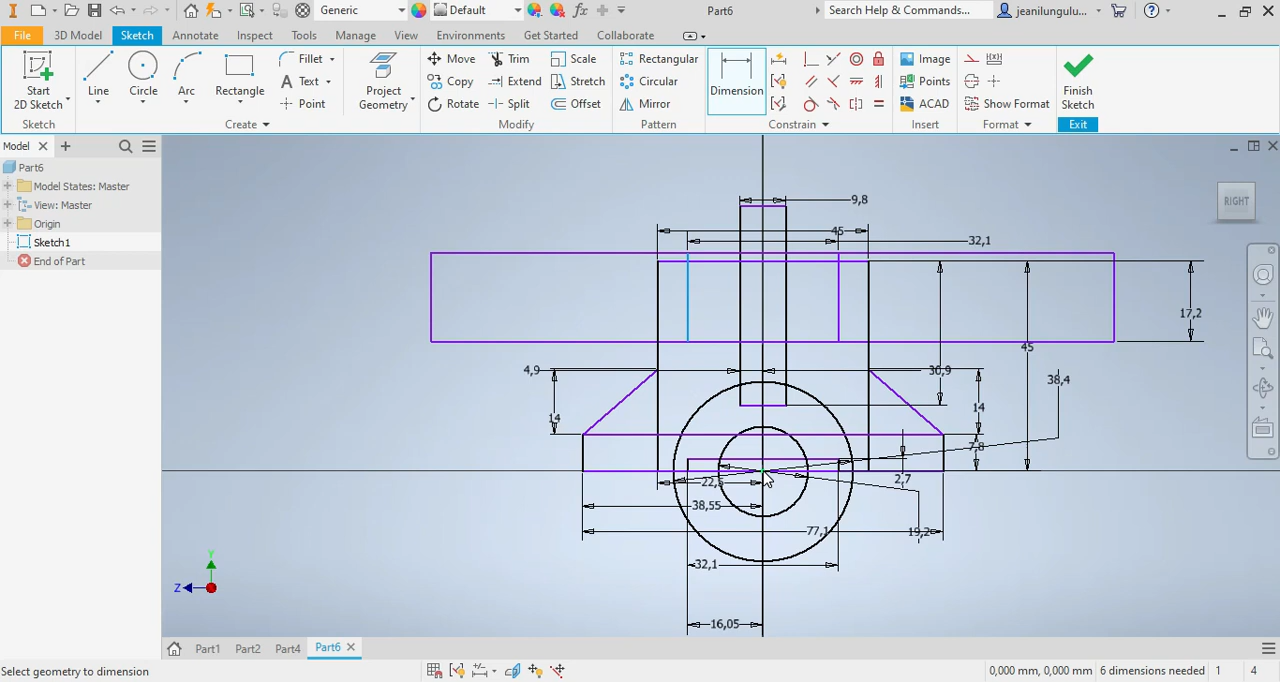 Generic
Default
Part6
Search Help & Commands...
jeanilungulu...
File
3D Model
Sketch
Annotate
Inspect
Tools
Manage
View
Environments
Get Started
Collaborate
Start
2D Sketch
Line
Circle
Arc
Rectangle
Fillet
Text
Point
Project
Geometry
Move
Trim
Scale
Copy
Extend
Stretch
Rotate
Split
Offset
Rectangular
Circular
Mirror
Dimension
Image
Points
ACAD
Show Format
Finish
Sketch
Sketch
Create
Modify
Pattern
Constrain
Insert
Format
Exit
Model
Part6
Model States: Master
View: Master
Origin
Sketch1
End of Part
RIGHT
9,8
45
32,1
17,2
45
4,9
30,9
38,4
14
14
7,8
22,5
2,7
38,55
77,1
19,2
32,1
16,05
Y
Z
Part1
Part2
Part4
Part6
Select geometry to dimension
0,000 mm, 0,000 mm
6 dimensions needed
1
4